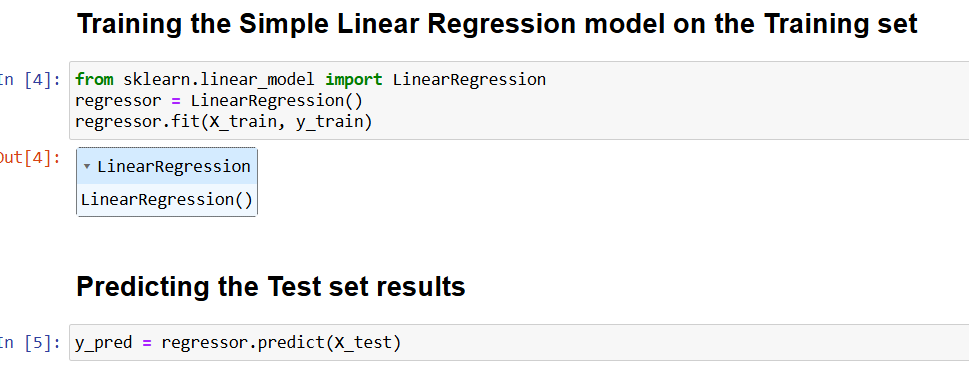 Training the Simple Linear Regression model on the Training set
In [4]: from sklearn.linear_model import LinearRegression
regressor = LinearRegression()
regressor.fit(X_train, y_train)
Out[4]: ▾ LinearRegression
LinearRegression()
Predicting the Test set results
In [5]: y_pred = regressor.predict(X_test)